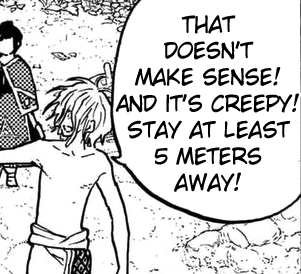 THAT
DOESN'T
MAKE SENSE!
AND IT'S CREEPY!
STAY AT LEAST
5 METERS
AWAY!